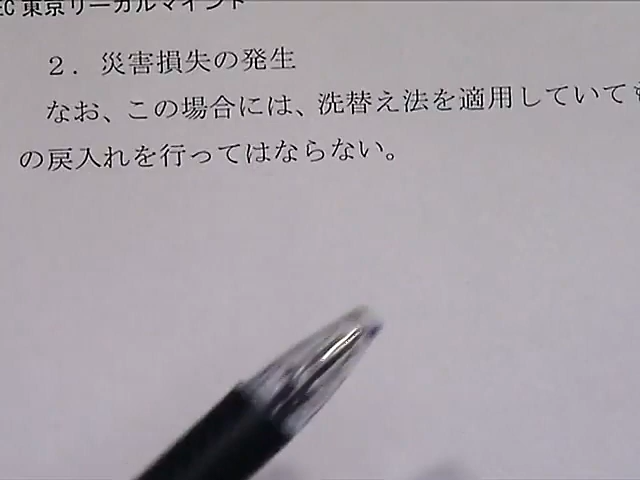 EC 東京リーガルマインド
２．災害損失の発生
なお、この場合には、洗替え法を適用していて
の戻入れを行ってはならない。